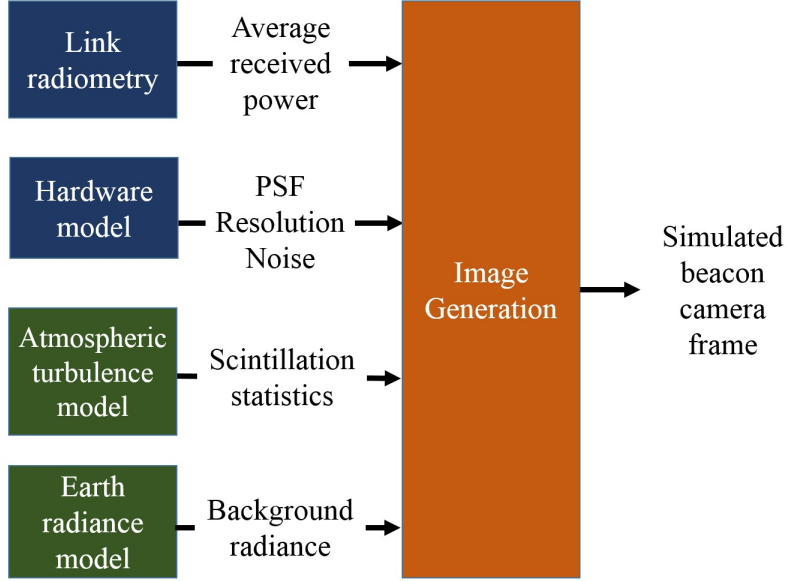 Link
radiometry
Average
received
power
Hardware
model
PSF
Resolution
Noise
Atmospheric
turbulence
model
Scintillation
statistics
Earth
radiance
model
Background
radiance
Image
Generation
Simulated
beacon
camera
frame